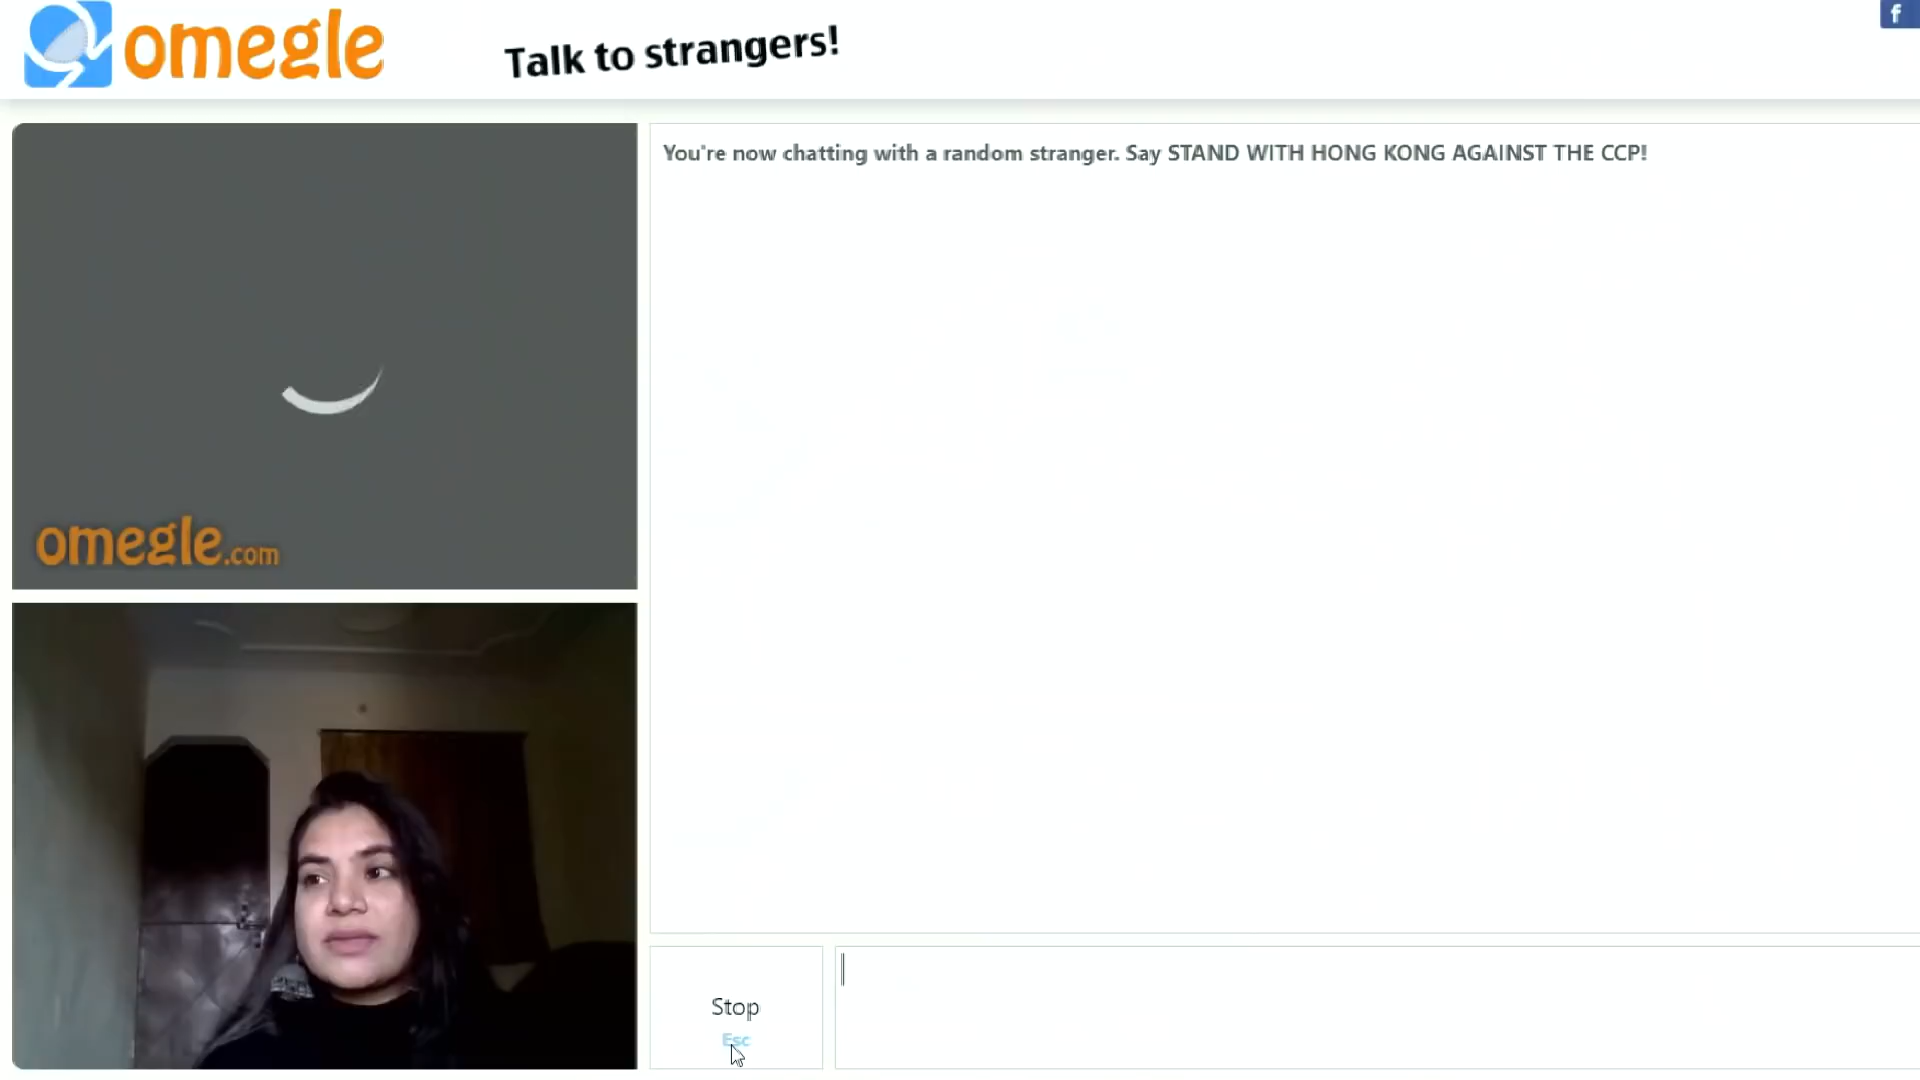 omegle
Talk to strangers!
f
You're now chatting with a random stranger. Say STAND WITH HONG KONG AGAINST THE CCP!
omegle.com
Stop
Esc